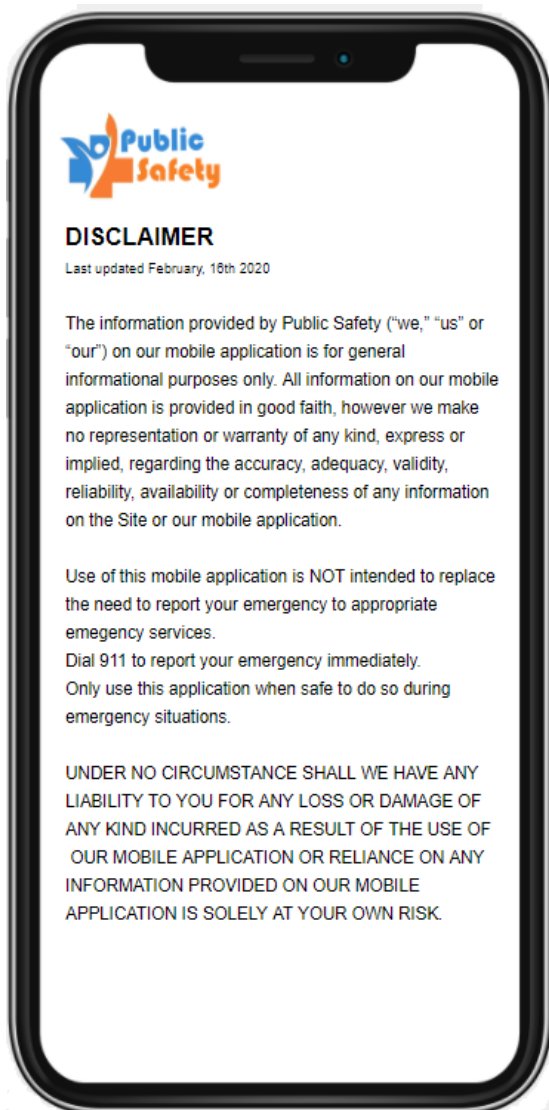 Public
Safety
DISCLAIMER
Last updated February, 16th 2020
The information provided by Public Safety (“we,” “us” or
“our”) on our mobile application is for general
informational purposes only. All information on our mobile
application is provided in good faith, however we make
no representation or warranty of any kind, express or
implied, regarding the accuracy, adequacy, validity,
reliability, availability or completeness of any information
on the Site or our mobile application.
Use of this mobile application is NOT intended to replace
the need to report your emergency to appropriate
emegency services.
Dial 911 to report your emergency immediately.
Only use this application when safe to do so during
emergency situations.
UNDER NO CIRCUMSTANCE SHALL WE HAVE ANY
LIABILITY TO YOU FOR ANY LOSS OR DAMAGE OF
ANY KIND INCURRED AS A RESULT OF THE USE OF
OUR MOBILE APPLICATION OR RELIANCE ON ANY
INFORMATION PROVIDED ON OUR MOBILE
APPLICATION IS SOLELY AT YOUR OWN RISK.